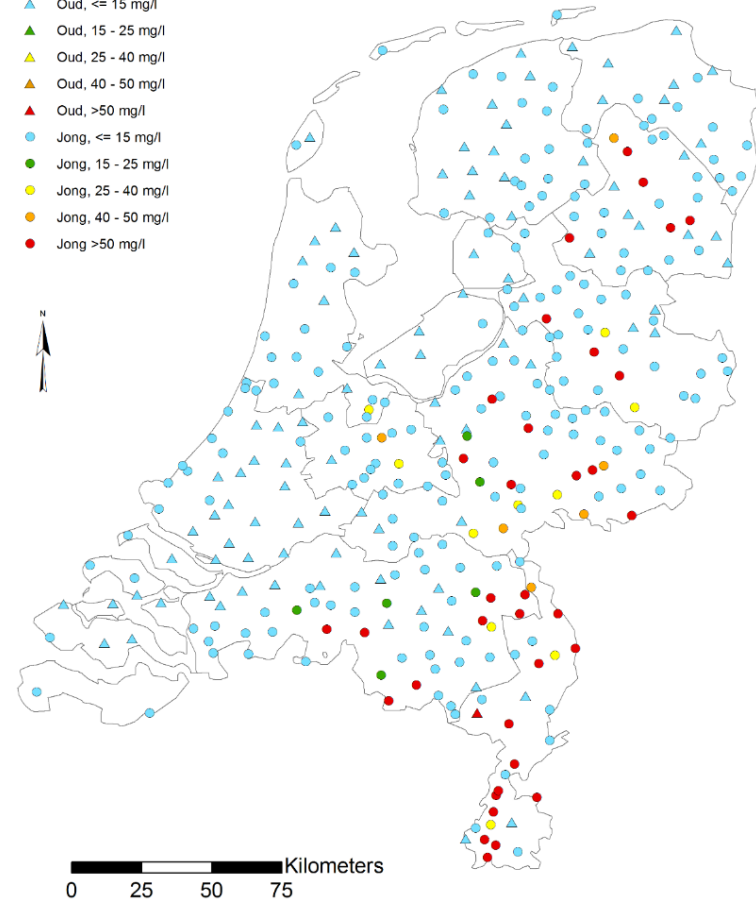 Oud, <= 15 mg/l
Oud, 15 - 25 mg/l
Oud, 25 - 40 mg/l
Oud, 40 - 50 mg/l
Oud, >50 mg/l
Jong, <= 15 mg/l
Jong, 15 - 25 mg/l
Jong, 25 - 40 mg/l
Jong, 40 - 50 mg/l
Jong >50 mg/l
N
Kilometers
0 25 50 75